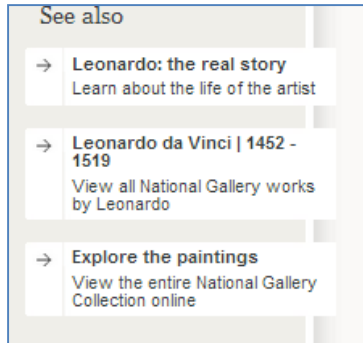 See also
→ Leonardo: the real story
Learn about the life of the artist
→ Leonardo da Vinci | 1452 -
1519
View all National Gallery works
by Leonardo
→ Explore the paintings
View the entire National Gallery
Collection online